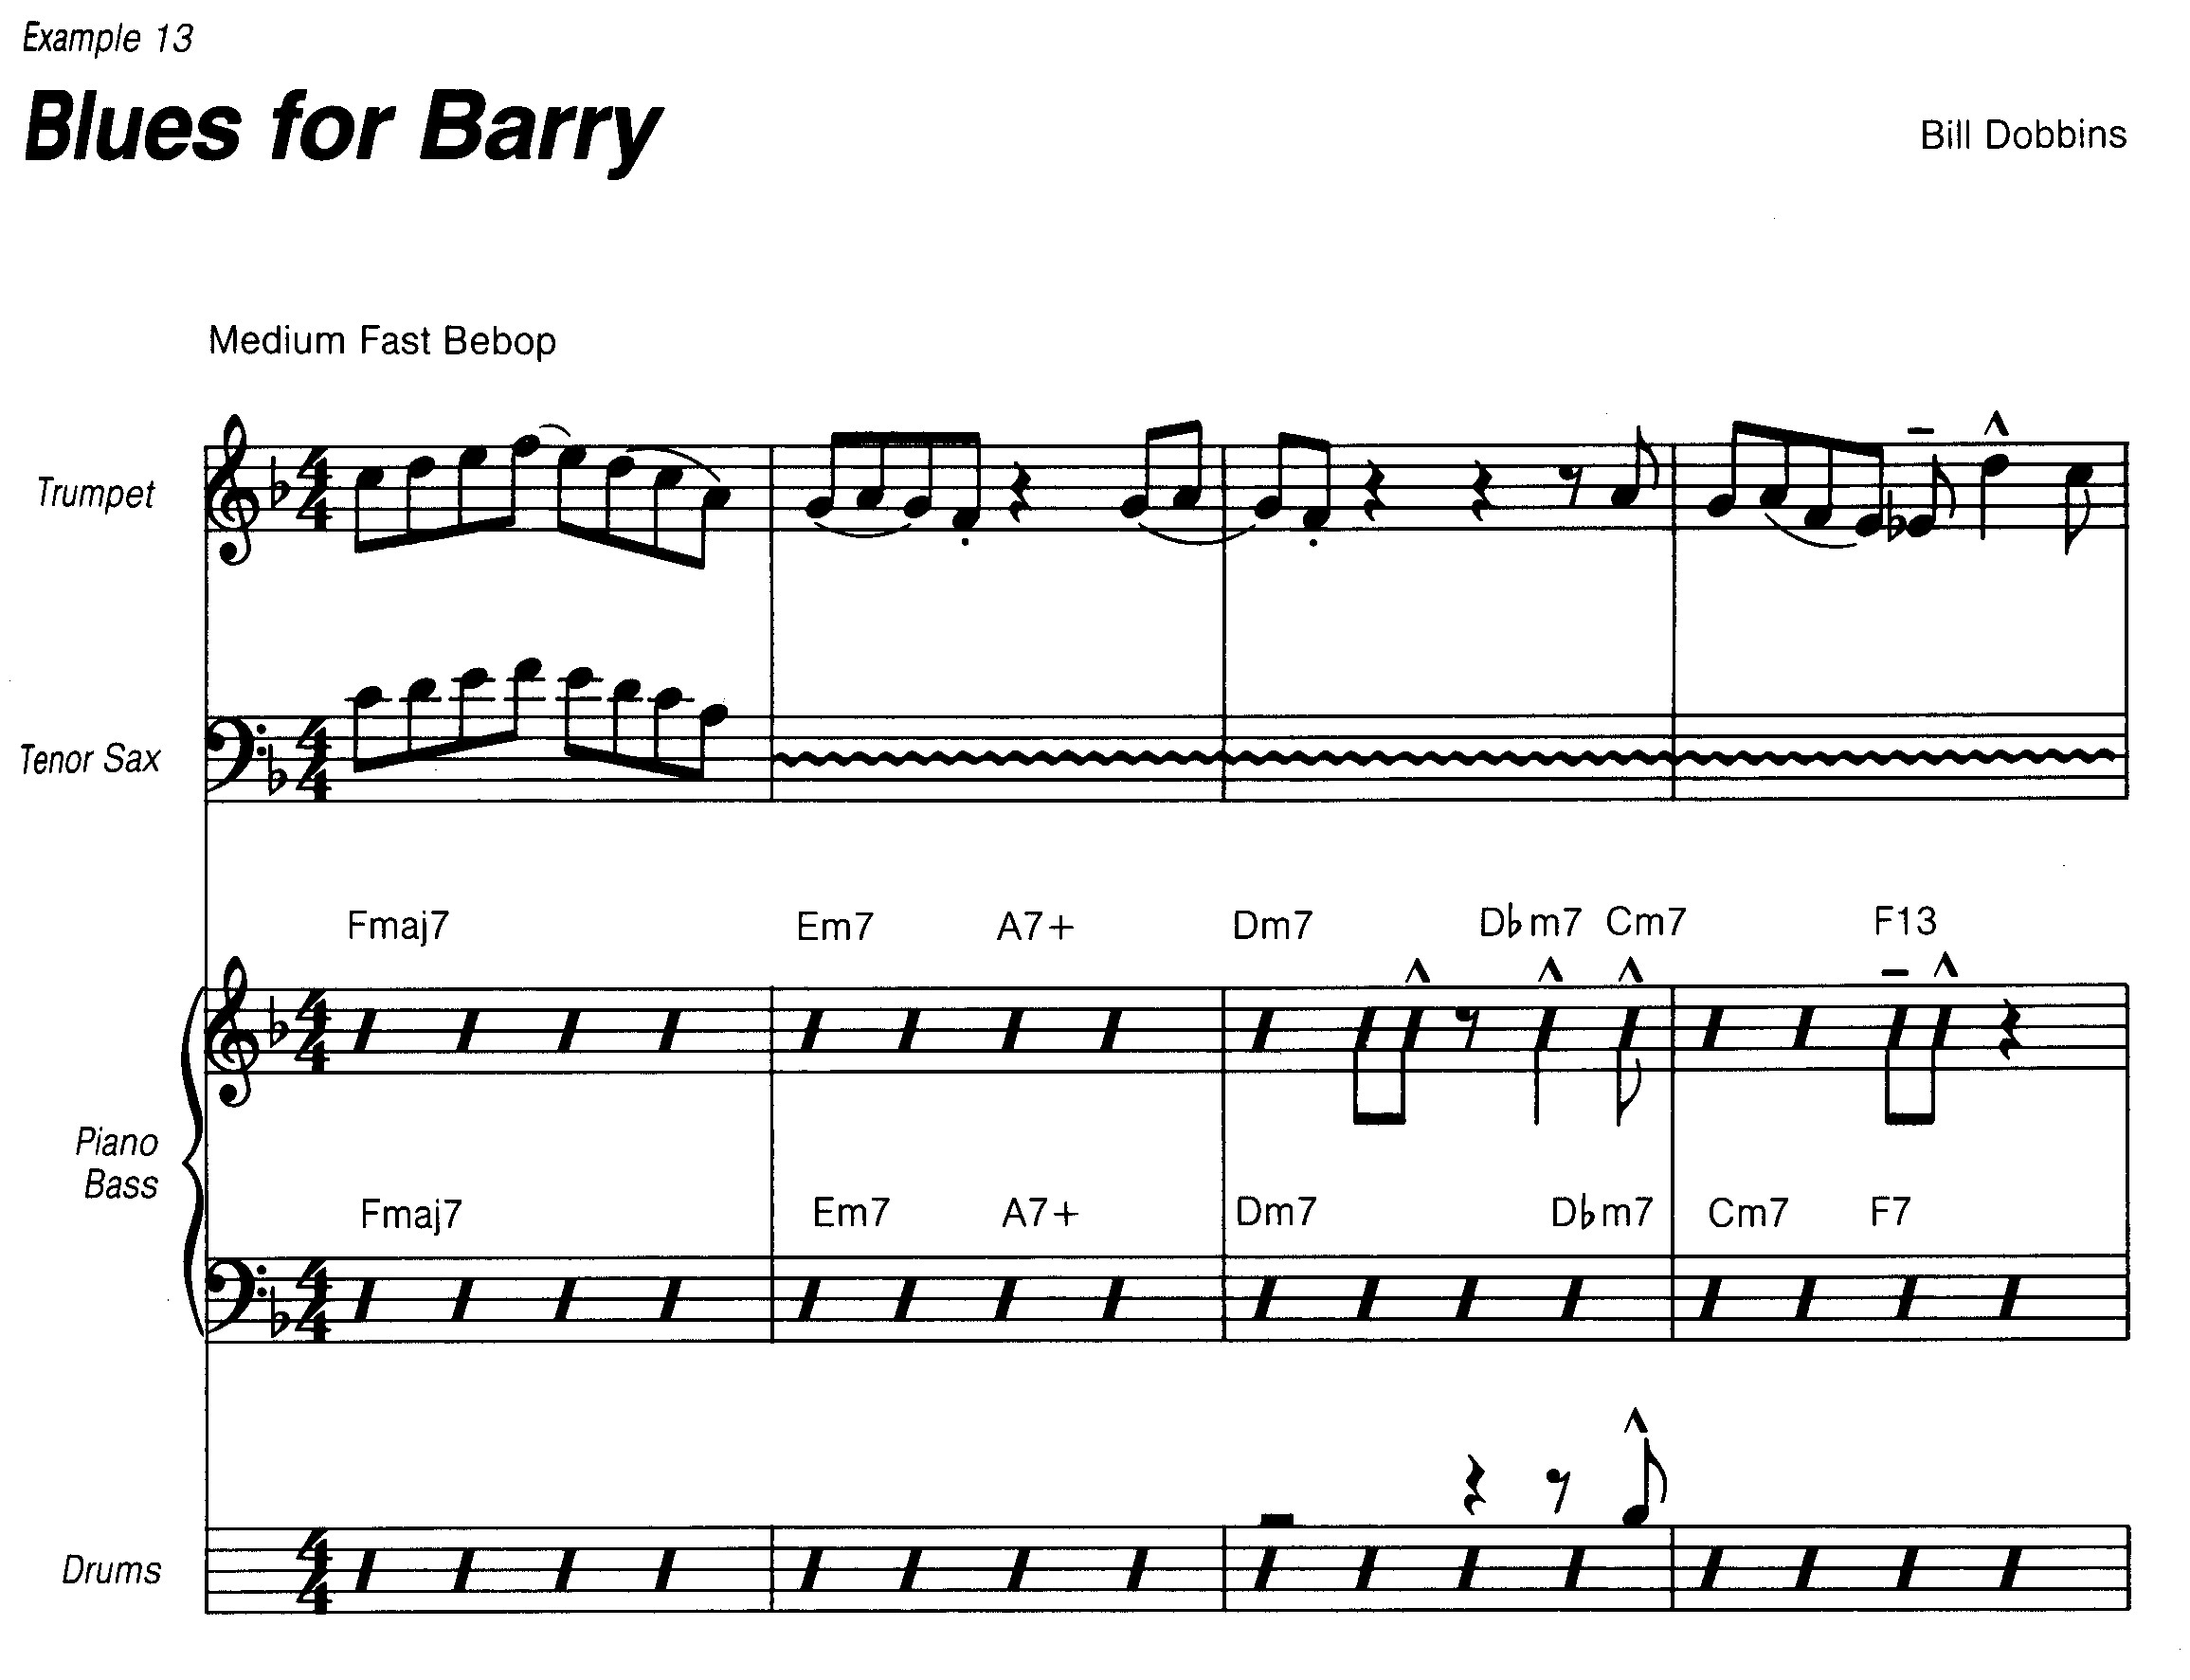 Example 13
Blues for Barry
Bill Dobbins
Medium Fast Bebop
Trumpet
Tenor Sax
Fmaj7 Em7 A7+ Dm7 D♭m7 Cm7 F13
Piano
Bass
Fmaj7 Em7 A7+ Dm7 D♭m7 Cm7 F7
Drums